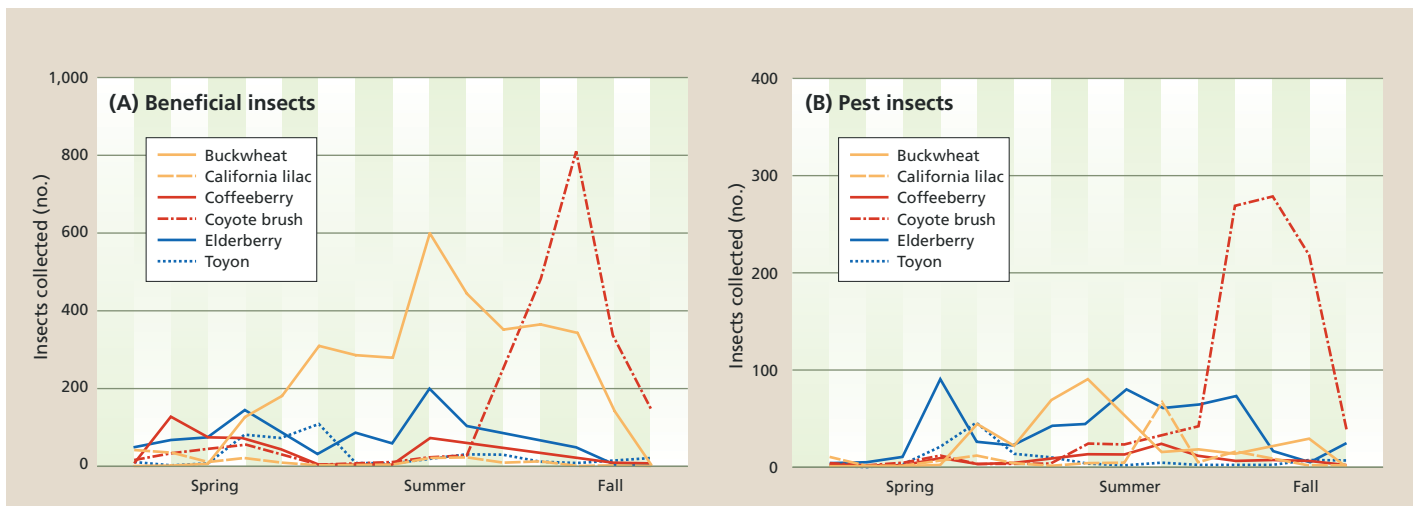 (A) Beneficial insects
Insects collected (no.)
1,000
800
600
400
200
0
Buckwheat
California lilac
Coffeeberry
Coyote brush
Elderberry
Toyon
Spring Summer Fall
(B) Pest insects
Insects collected (no.)
400
300
200
100
0
Buckwheat
California lilac
Coffeeberry
Coyote brush
Elderberry
Toyon
Spring Summer Fall